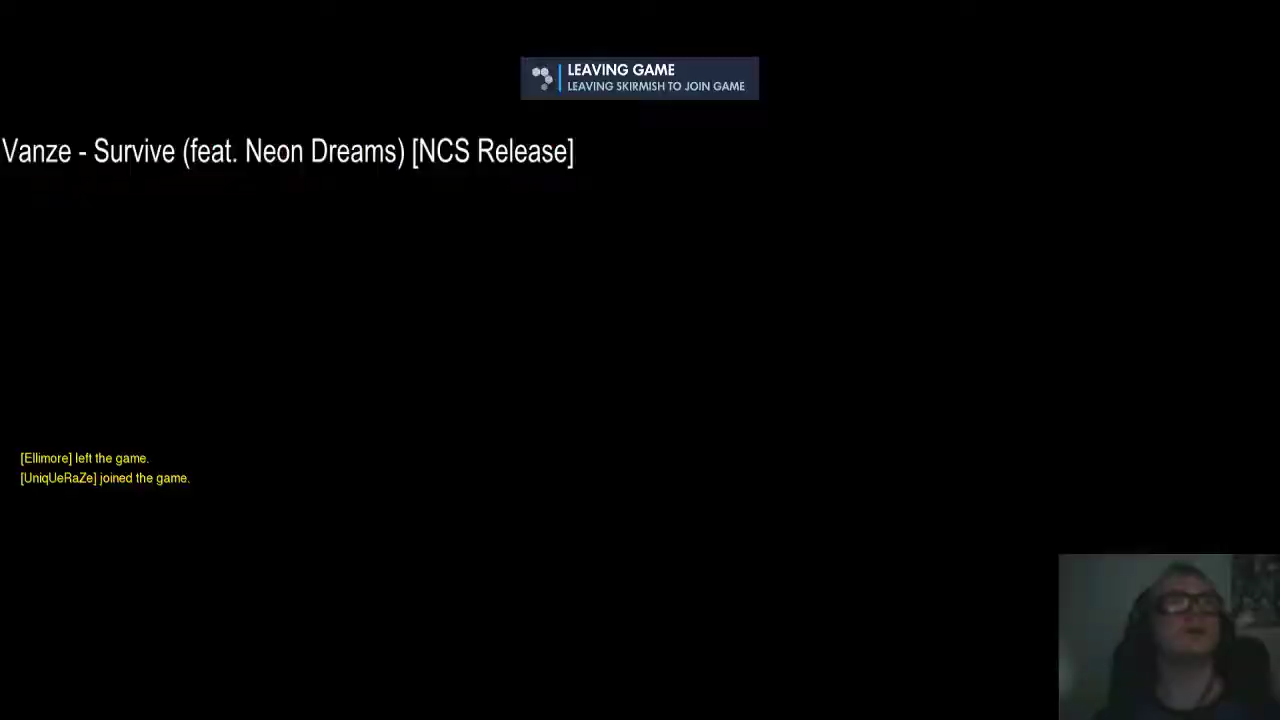 LEAVING GAME
LEAVING SKIRMISH TO JOIN GAME
Vanze - Survive (feat. Neon Dreams) [NCS Release]
[Ellimore] left the game.
[UniqUeRaZe] joined the game.